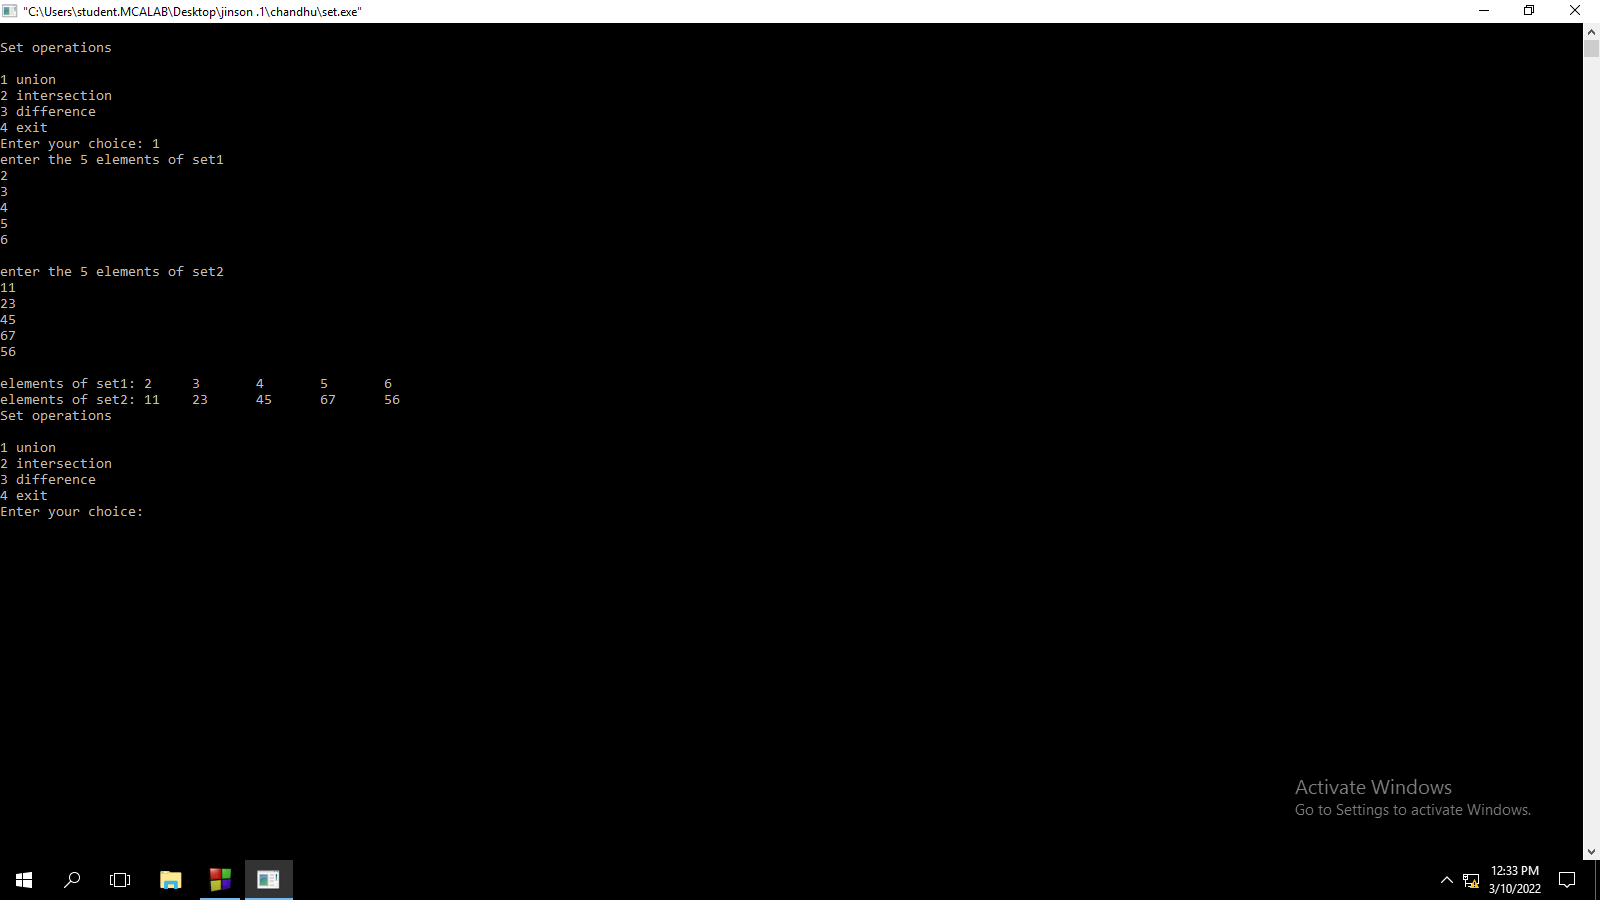 "C:\Users\student.MCALAB\Desktop\jinson .1\chandhu\set.exe"
Set operations
1 union
2 intersection
3 difference
4 exit
Enter your choice: 1
enter the 5 elements of set1
2
3
4
5
6
enter the 5 elements of set2
11
23
45
67
56
elements of set1: 2 3 4 5 6
elements of set2: 11 23 45 67 56
Set operations
1 union
2 intersection
3 difference
4 exit
Enter your choice:
Activate Windows
Go to Settings to activate Windows.
12:33 PM
3/10/2022